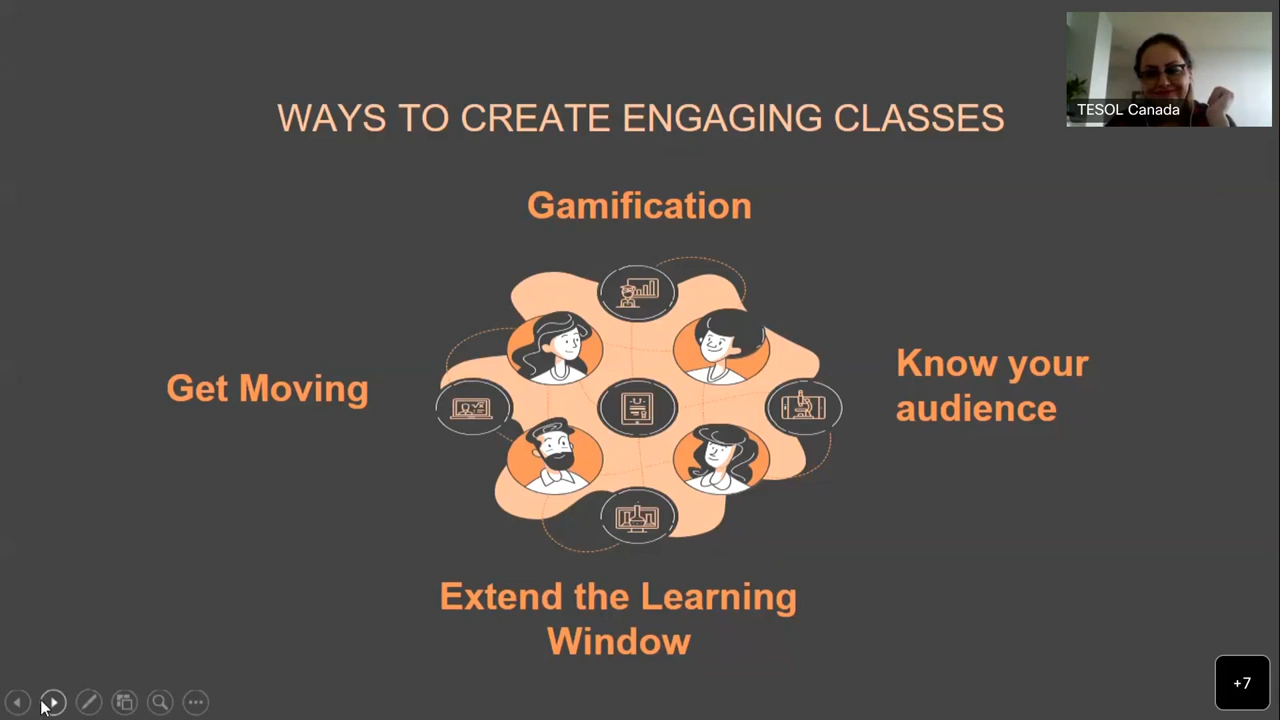 TESOL Canada
WAYS TO CREATE ENGAGING CLASSES
Gamification
Get Moving
Know your
audience
Extend the Learning
Window
+7